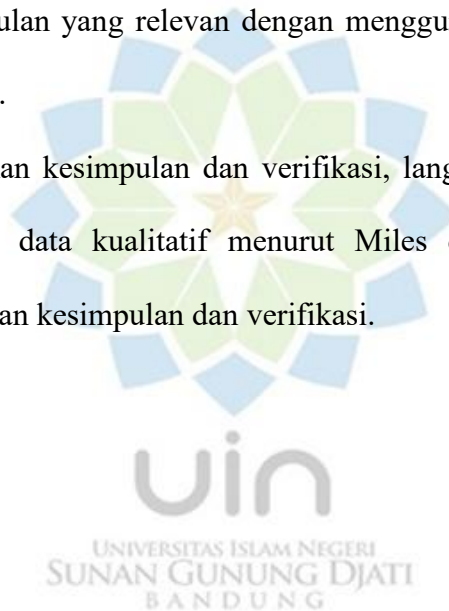 ulan yang relevan dengan menggu
.
an kesimpulan dan verifikasi, lang
data kualitatif menurut Miles
an kesimpulan dan verifikasi.
uin
UNIVERSITAS ISLAM NEGERI
SUNAN GUNUNG DJATI
BANDUNG